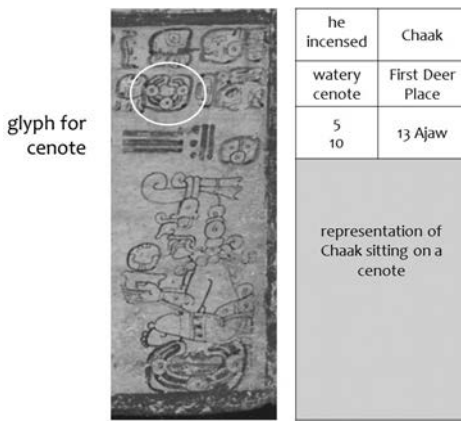 glyph for
cenote
he
incensed
Chaak
watery
cenote
First Deer
Place
5
10
13 Ajaw
representation of
Chaak sitting on a
cenote